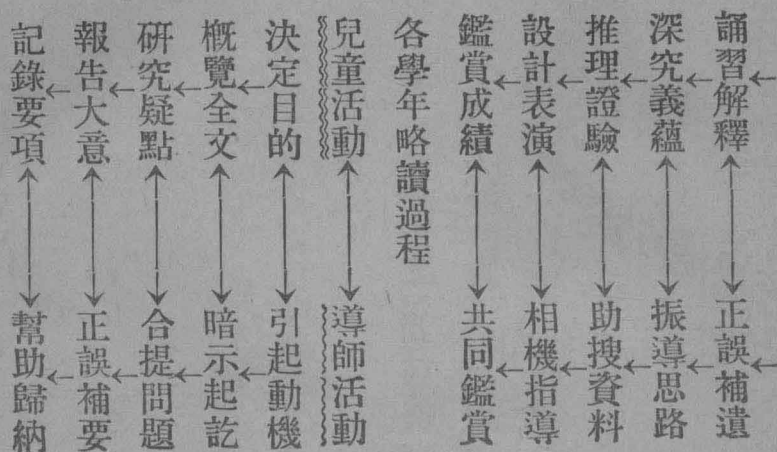 誦習解釋 正誤補遺
深究義蘊 振導思路
推理證驗 助搜資料
設計表演 相機指導
鑑賞成績 共同鑑賞
各學年略讀過程
兒童活動 導師活動
決定目的 引起動機
概覽全文 暗示起訖
研究疑點 合提問題
報告大意 正誤補要
記錄要項 幫助歸納